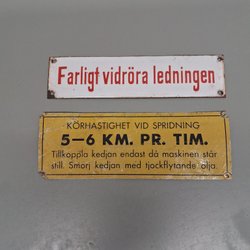 Farligt vidröra ledningen
KÖRHASTIGHET VID SPRIDNING
5–6 KM. PR. TIM.
Tillkoppla kedjan endast då maskinen står
still. Smörj kedjan med tjockflytande olja.